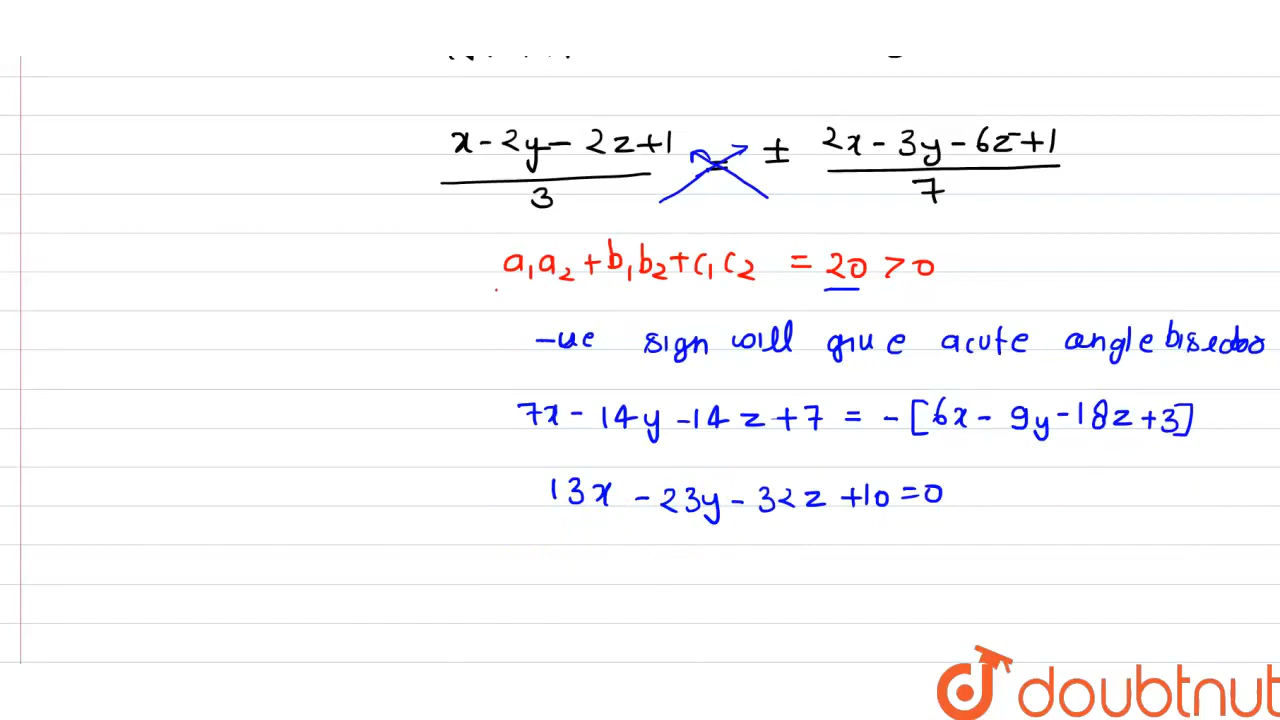 x - 2y - 2z + 1 / 3 = ± 2x - 3y - 6z + 1 / 7
a₁a₂ + b₁b₂ + c₁c₂ = 20 > 0
-ve sign will give acute angle bisector
7x - 14y - 14z + 7 = - [6x - 9y - 18z + 3]
13x - 23y - 32z + 10 = 0
doubtnut